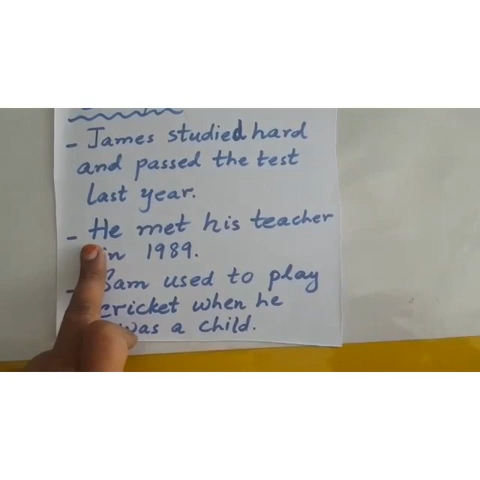 - James studied hard
and passed the test
last year.
- He met his teacher
in 1989.
- Sam used to play
cricket when he
was a child.